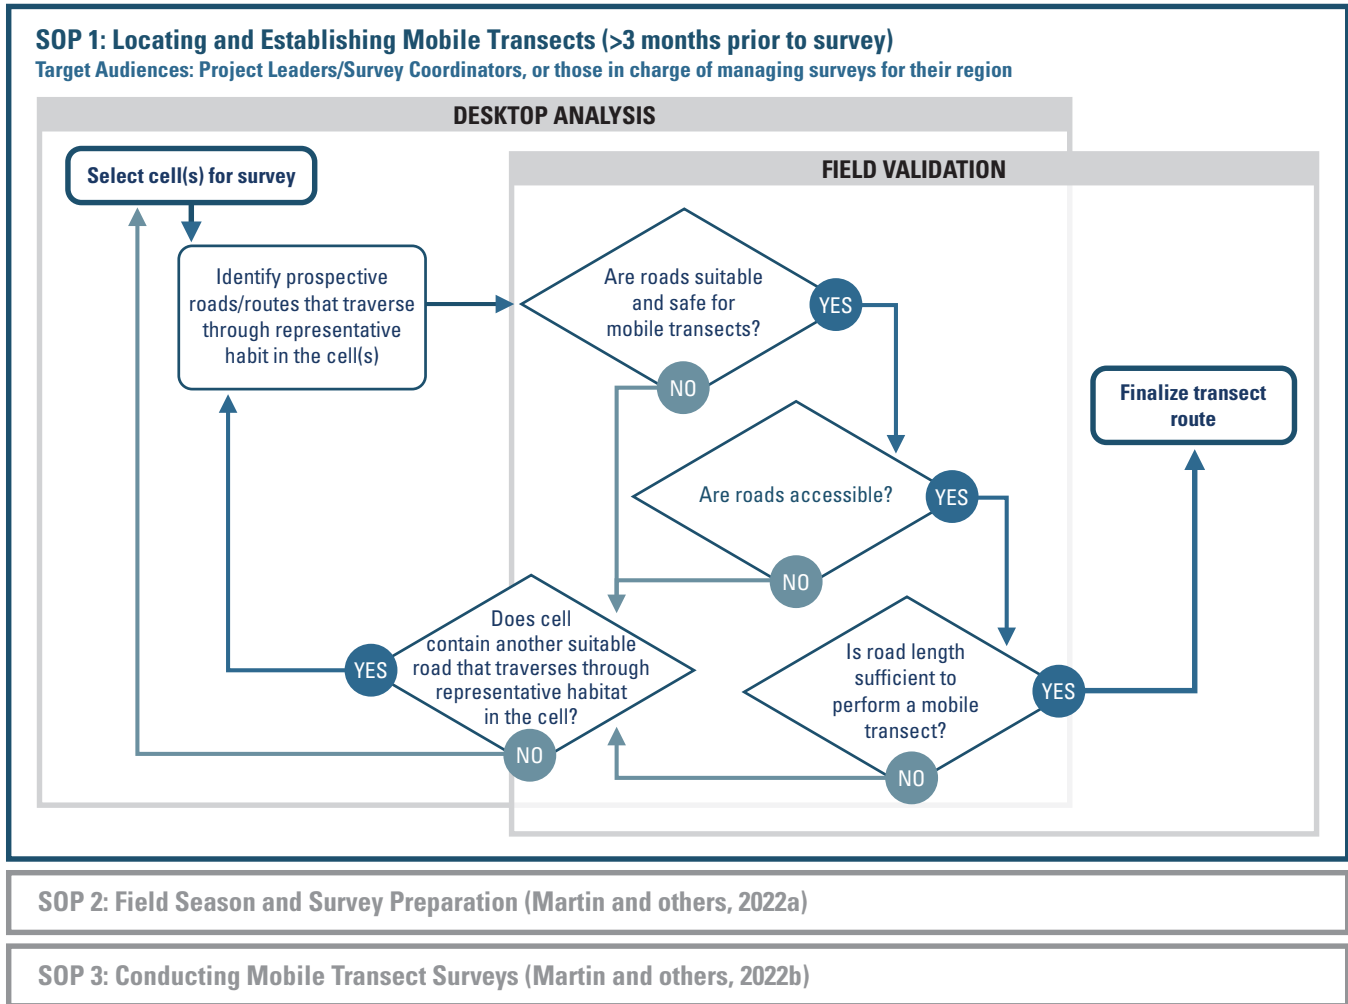 SOP 1: Locating and Establishing Mobile Transects (>3 months prior to survey)
Target Audiences: Project Leaders/Survey Coordinators, or those in charge of managing surveys for their region
DESKTOP ANALYSIS
FIELD VALIDATION
Select cell(s) for survey
Identify prospective
roads/routes that traverse
through representative
habit in the cell(s)
Are roads suitable
and safe for
mobile transects?
YES
NO
Are roads accessible?
YES
NO
Is road length
sufficient to
perform a mobile
transect?
YES
NO
Does cell
contain another suitable
road that traverses through
representative habitat
in the cell?
YES
NO
Finalize transect
route
SOP 2: Field Season and Survey Preparation (Martin and others, 2022a)
SOP 3: Conducting Mobile Transect Surveys (Martin and others, 2022b)